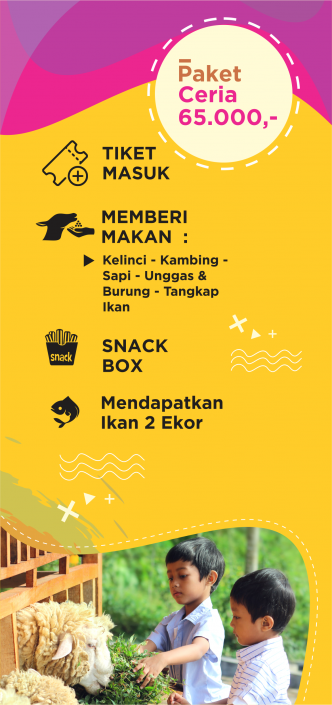 Paket
Ceria
65.000,-
TIKET
MASUK
MEMBERI
MAKAN :
Kelinci - Kambing -
Sapi - Unggas &
Burung - Tangkap
Ikan
snack
SNACK
BOX
Mendapatkan
Ikan 2 Ekor